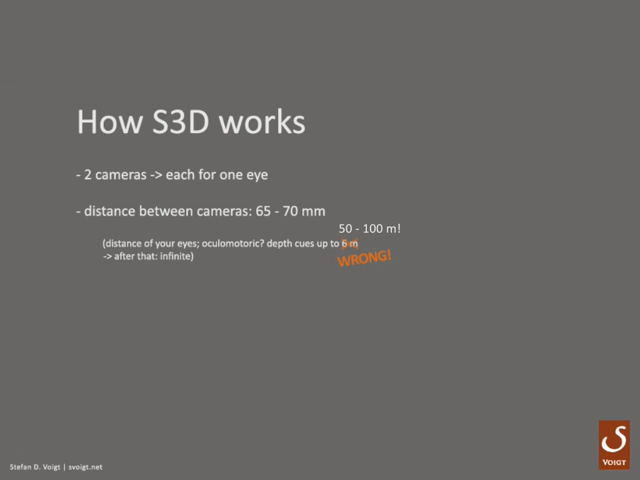 How S3D works
- 2 cameras -> each for one eye
- distance between cameras: 65 - 70 mm
50 - 100 m!
(distance of your eyes; oculomotoric? depth cues up to 6 m
-> after that: infinite)
WRONG!
Stefan D. Voigt | svoigt.net
VOIGT